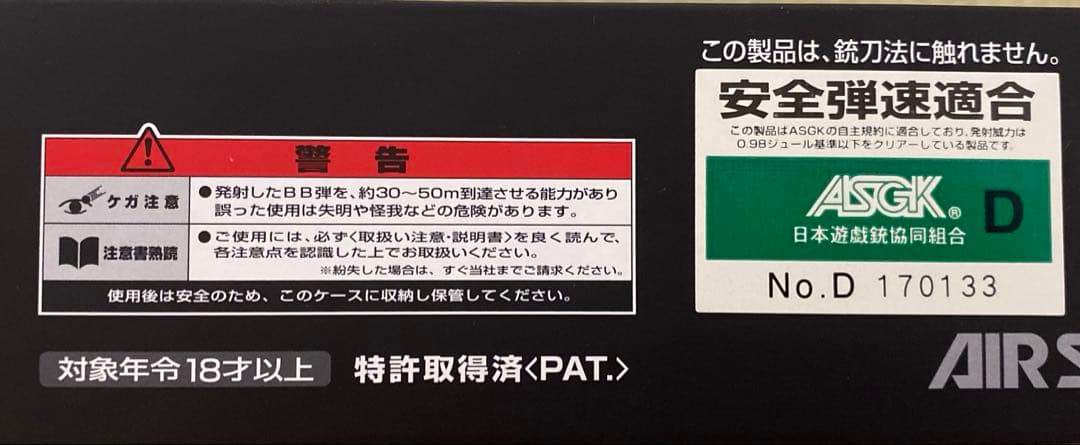 この製品は、銃刀法に触れません。
安全弾速適合
この製品はASGKの自主規約に適合しており、発射威力は
0.98ジュール基準以下をクリアーしている製品です。
ASGK® D
日本遊戯銃協同組合
No.D 170133
警告
ケガ注意
●発射したBB弾を、約30～50m到達させる能力があり
誤った使用は失明や怪我などの危険があります。
注意書熟読
●ご使用には、必ず〈取扱い注意・説明書〉を良く読んで、
各注意点を認識した上でお取扱いください。
※紛失した場合は、すぐ当社までご請求ください。
使用後は安全のため、このケースに収納し保管してください。
対象年令18才以上
特許取得済〈PAT.〉
AIR S